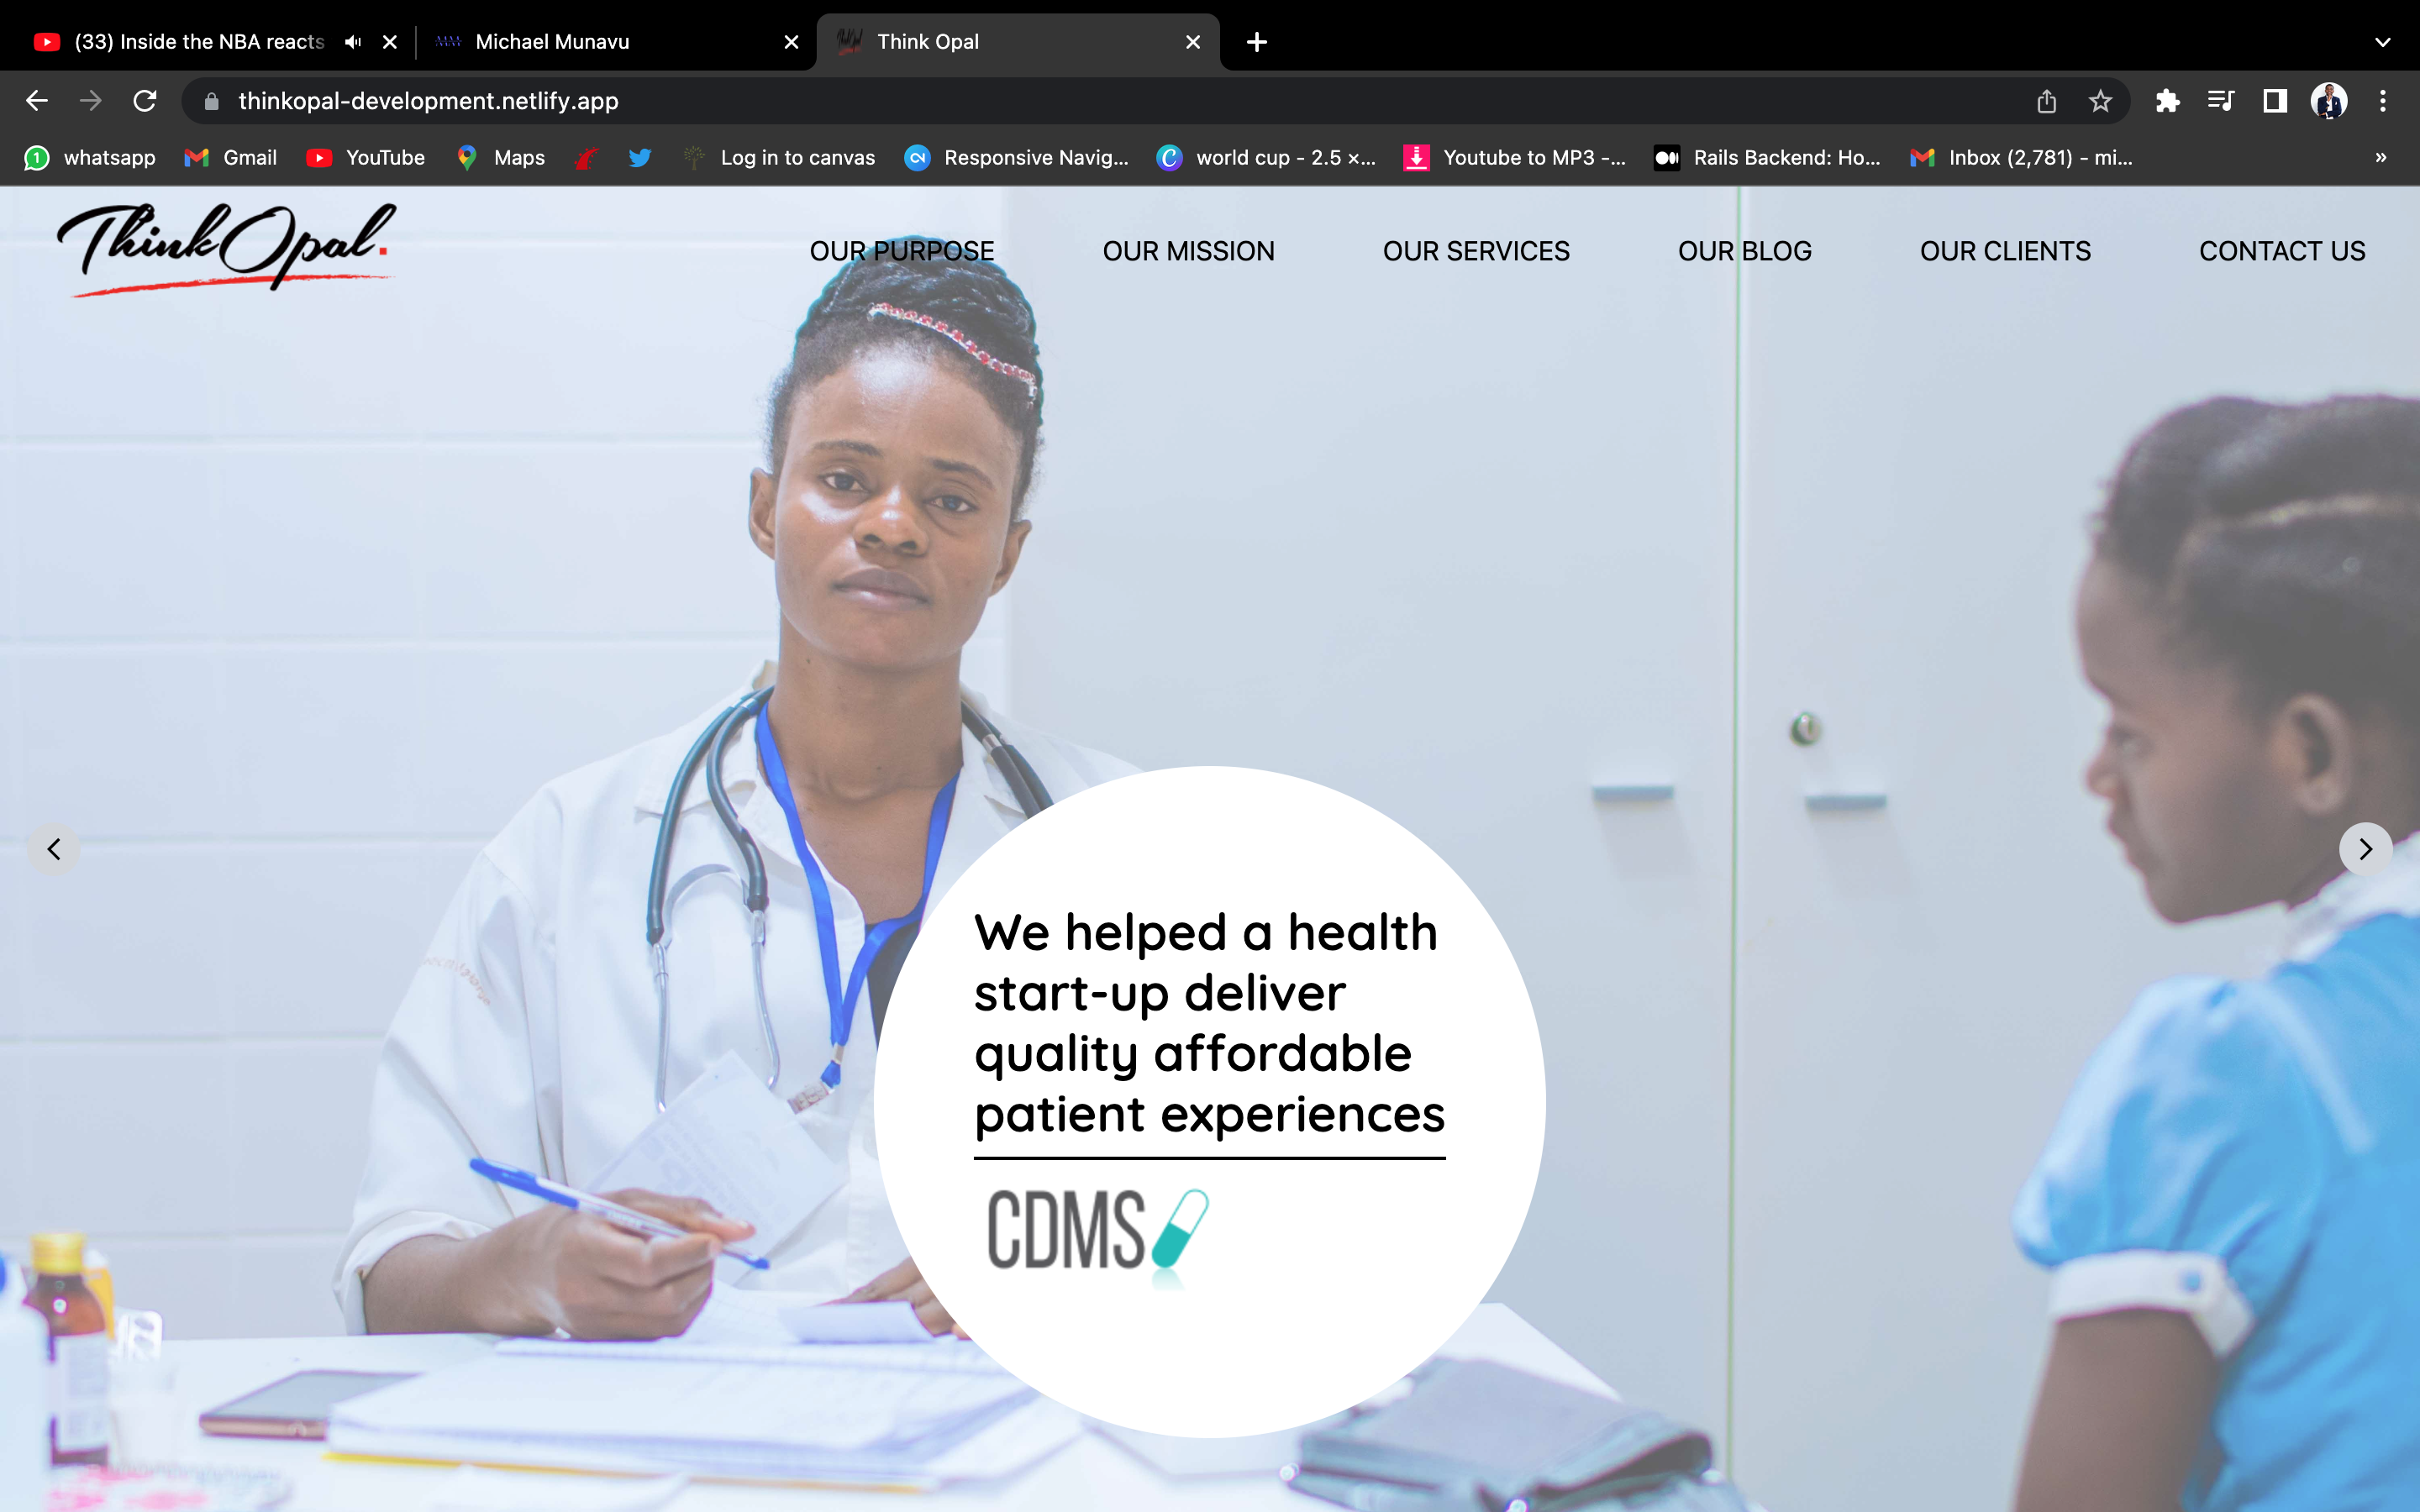 (33) Inside the NBA reacts
Michael Munavu
Think Opal
thinkopal-development.netlify.app
1 whatsapp
Gmail
YouTube
Maps
Log in to canvas
Responsive Navig...
world cup - 2.5 ×...
Youtube to MP3 -...
Rails Backend: Ho...
Inbox (2,781) - mi...
»
ThinkOpal.
OUR PURPOSE
OUR MISSION
OUR SERVICES
OUR BLOG
OUR CLIENTS
CONTACT US
We helped a health
start-up deliver
quality affordable
patient experiences
CDMS